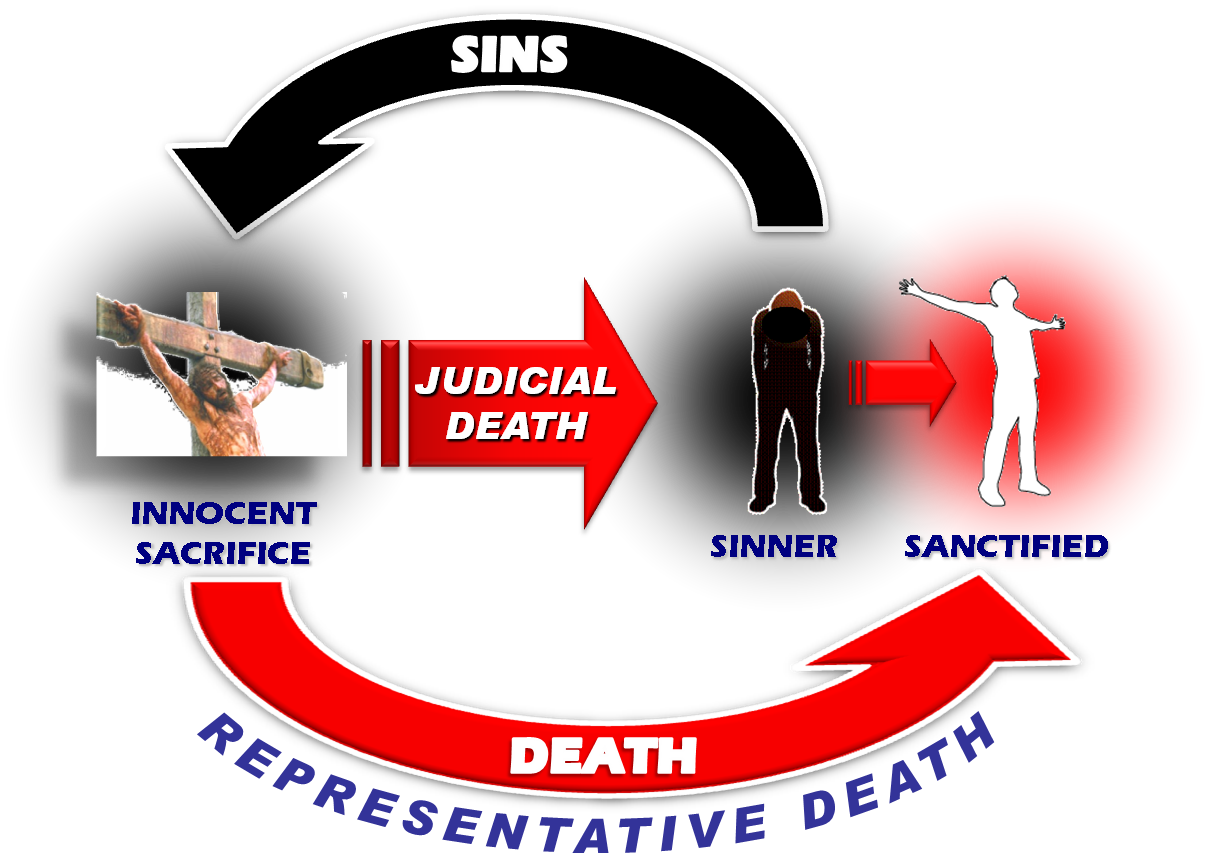 SINS
JUDICIAL
DEATH
INNOCENT
SACRIFICE
SINNER
SANCTIFIED
DEATH
REPRESENTATIVE DEATH